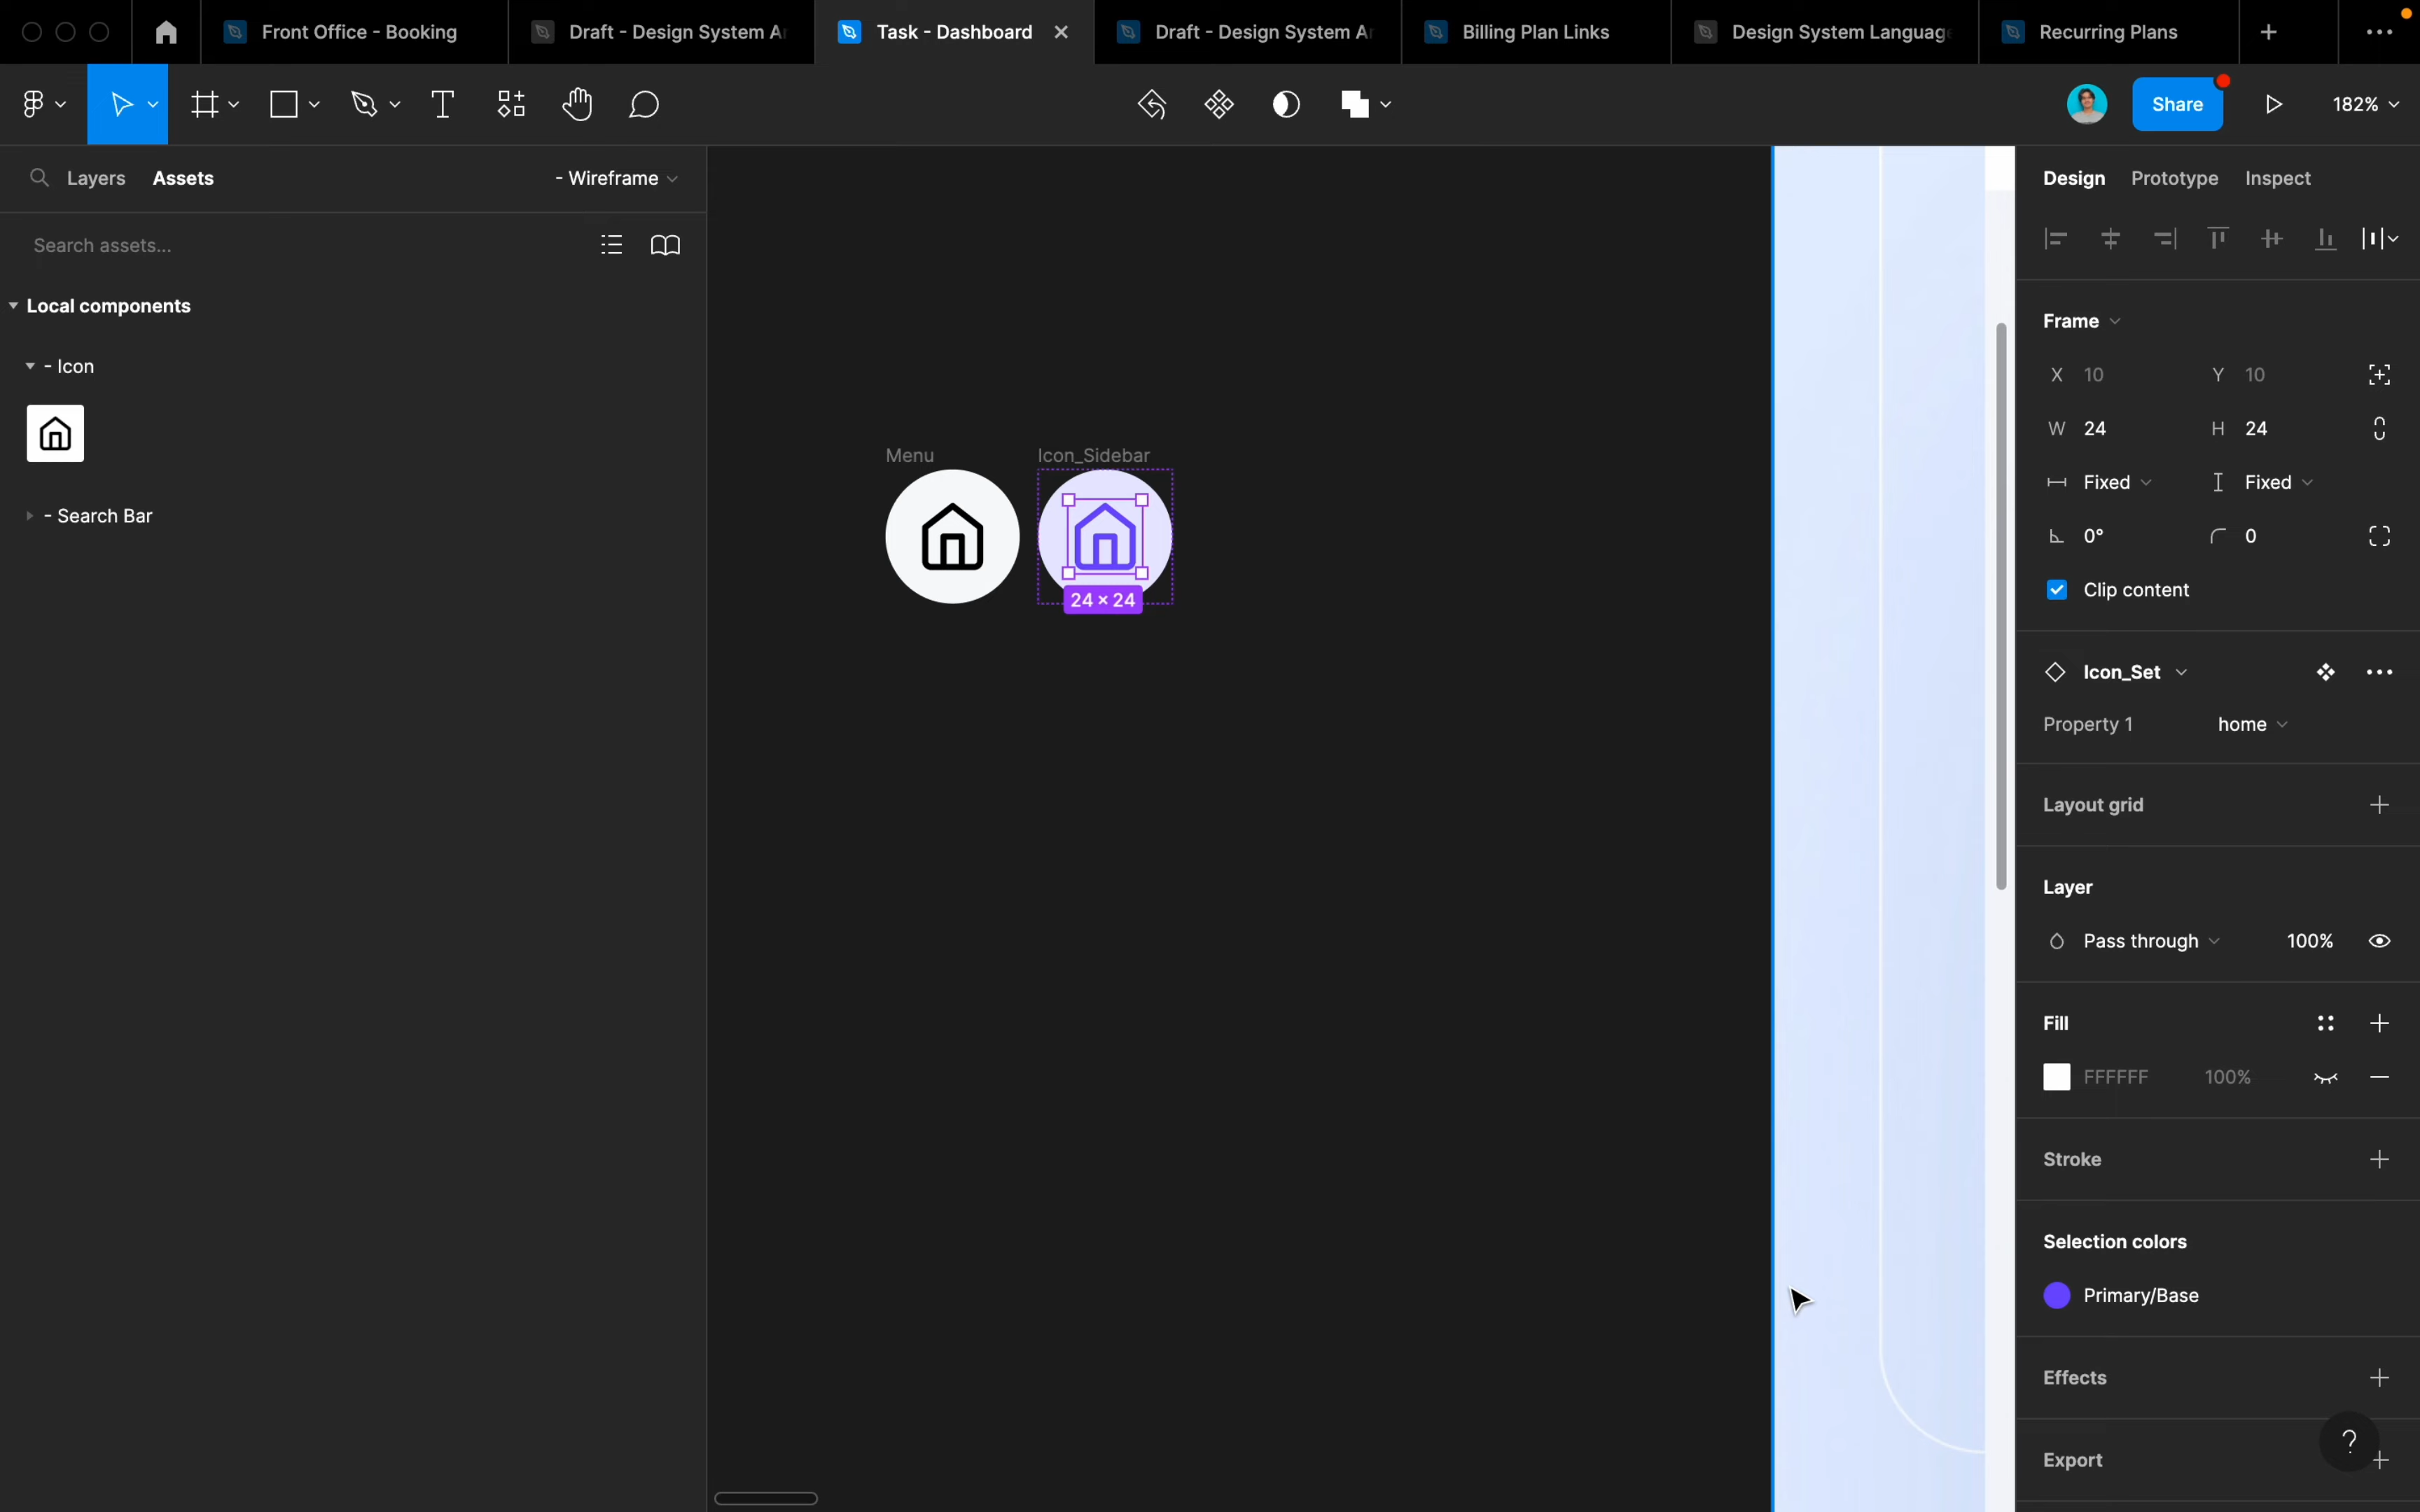 Front Office - Booking
Draft - Design System Ar
Task - Dashboard
Draft - Design System Ar
Billing Plan Links
Design System Language
Recurring Plans
Share
182%
Layers
Assets
- Wireframe
Search assets...
Local components
- Icon
- Search Bar
Menu
Icon_Sidebar
24 × 24
Design
Prototype
Inspect
Frame
X 10
Y 10
W 24
H 24
Fixed
Fixed
0°
0
Clip content
Icon_Set
Property 1
home
Layout grid
Layer
Pass through
100%
Fill
FFFFFF
100%
Stroke
Selection colors
Primary/Base
Effects
Export
?